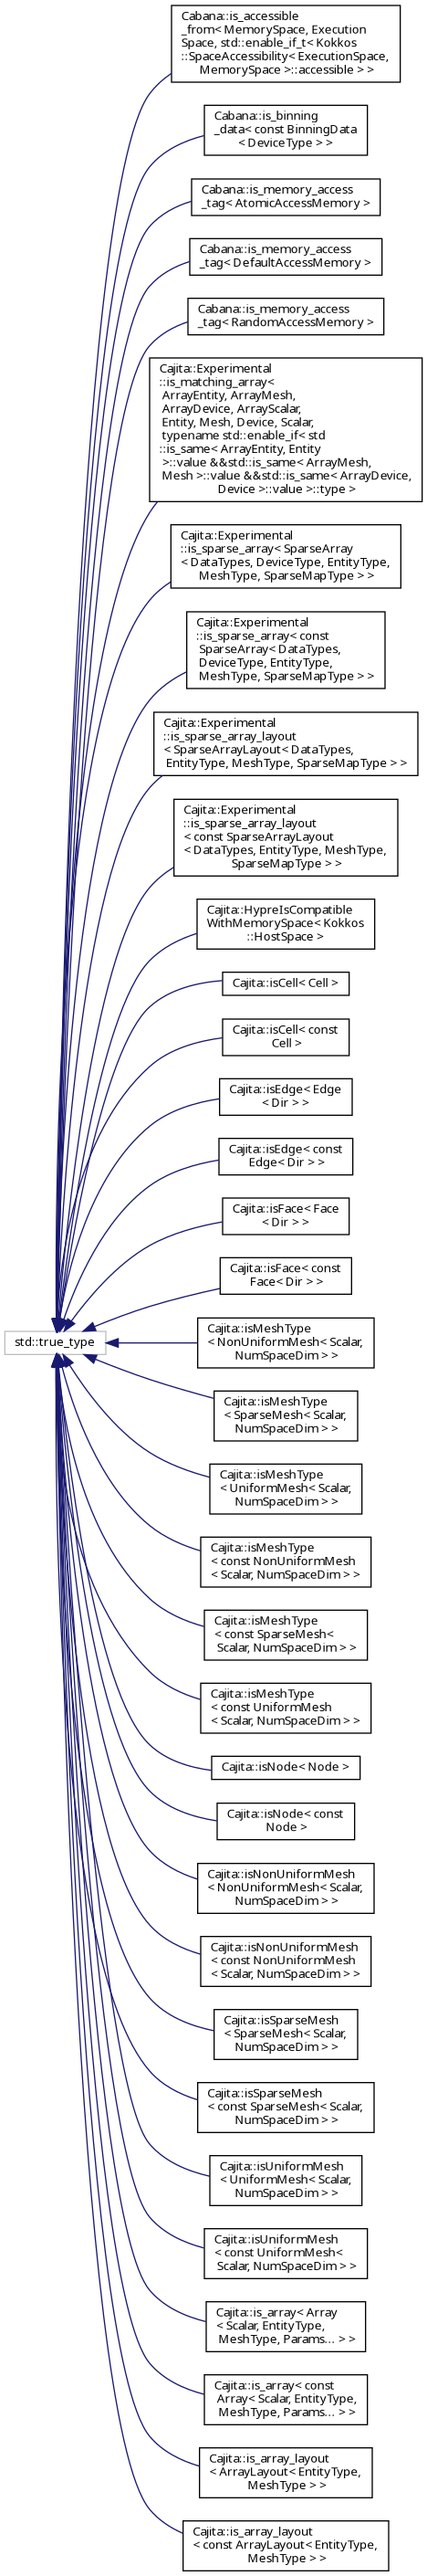 Cabana::is_accessible
_from< MemorySpace, Execution
Space, std::enable_if_t< Kokkos
::SpaceAccessibility< ExecutionSpace,
MemorySpace >::accessible > >
Cabana::is_binning
_data< const BinningData
< DeviceType > >
Cabana::is_memory_access
_tag< AtomicAccessMemory >
Cabana::is_memory_access
_tag< DefaultAccessMemory >
Cabana::is_memory_access
_tag< RandomAccessMemory >
Cajita::Experimental
::is_matching_array<
ArrayEntity, ArrayMesh,
ArrayDevice, ArrayScalar,
Entity, Mesh, Device, Scalar,
typename std::enable_if< std
::is_same< ArrayEntity, Entity
>::value &&std::is_same< ArrayMesh,
Mesh >::value &&std::is_same< ArrayDevice,
Device >::value >::type >
Cajita::Experimental
::is_sparse_array< SparseArray
< DataTypes, DeviceType, EntityType,
MeshType, SparseMapType > >
Cajita::Experimental
::is_sparse_array< const
SparseArray< DataTypes,
DeviceType, EntityType,
MeshType, SparseMapType > >
Cajita::Experimental
::is_sparse_array_layout
< SparseArrayLayout< DataTypes,
EntityType, MeshType, SparseMapType > >
Cajita::Experimental
::is_sparse_array_layout
< const SparseArrayLayout
< DataTypes, EntityType, MeshType,
SparseMapType > >
Cajita::HypreIsCompatible
WithMemorySpace< Kokkos
::HostSpace >
Cajita::isCell< Cell >
Cajita::isCell< const
Cell >
Cajita::isEdge< Edge
< Dir > >
Cajita::isEdge< const
Edge< Dir > >
Cajita::isFace< Face
< Dir > >
Cajita::isFace< const
Face< Dir > >
std::true_type
Cajita::isMeshType
< NonUniformMesh< Scalar,
NumSpaceDim > >
Cajita::isMeshType
< SparseMesh< Scalar,
NumSpaceDim > >
Cajita::isMeshType
< UniformMesh< Scalar,
NumSpaceDim > >
Cajita::isMeshType
< const NonUniformMesh
< Scalar, NumSpaceDim > >
Cajita::isMeshType
< const SparseMesh<
Scalar, NumSpaceDim > >
Cajita::isMeshType
< const UniformMesh
< Scalar, NumSpaceDim > >
Cajita::isNode< Node >
Cajita::isNode< const
Node >
Cajita::isNonUniformMesh
< NonUniformMesh< Scalar,
NumSpaceDim > >
Cajita::isNonUniformMesh
< const NonUniformMesh
< Scalar, NumSpaceDim > >
Cajita::isSparseMesh
< SparseMesh< Scalar,
NumSpaceDim > >
Cajita::isSparseMesh
< const SparseMesh< Scalar,
NumSpaceDim > >
Cajita::isUniformMesh
< UniformMesh< Scalar,
NumSpaceDim > >
Cajita::isUniformMesh
< const UniformMesh<
Scalar, NumSpaceDim > >
Cajita::is_array< Array
< Scalar, EntityType,
MeshType, Params... > >
Cajita::is_array< const
Array< Scalar, EntityType,
MeshType, Params... > >
Cajita::is_array_layout
< ArrayLayout< EntityType,
MeshType > >
Cajita::is_array_layout
< const ArrayLayout< EntityType,
MeshType > >